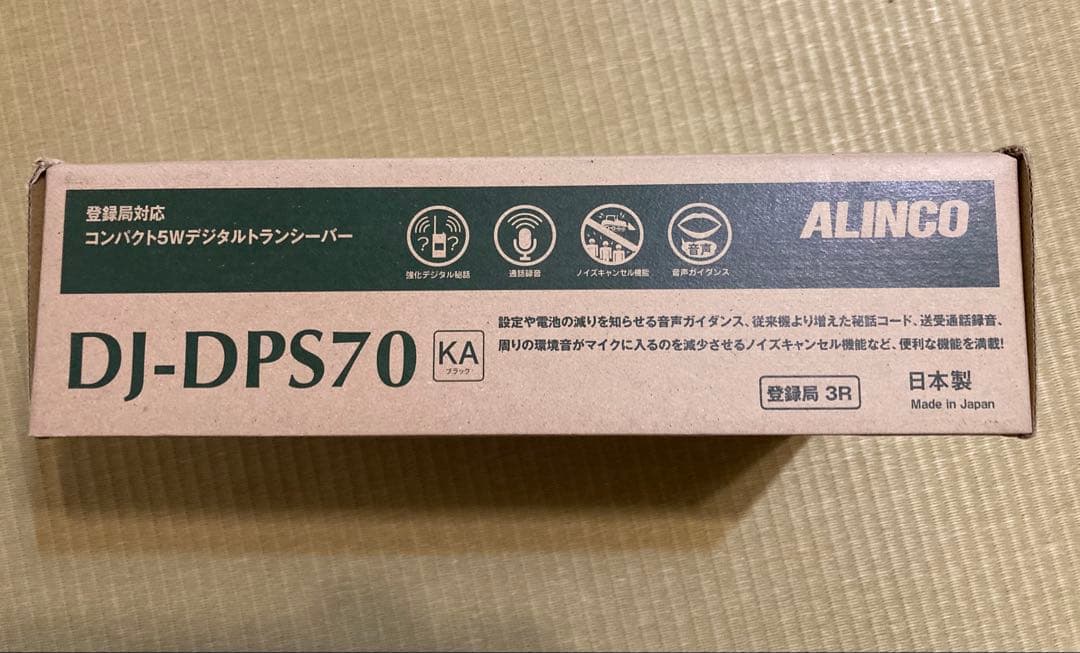 登録局対応
コンパクト5Wデジタルトランシーバー
??
強化デジタル秘話
通話録音
ノイズキャンセル機能
音声
音声ガイダンス
ALINCO
DJ-DPS70
KA
ブラック
設定や電池の減りを知らせる音声ガイダンス、従来機より増えた秘話コード、送受通話録音、
周りの環境音がマイクに入るのを減少させるノイズキャンセル機能など、便利な機能を満載!
登録局 3R
日本製
Made in Japan